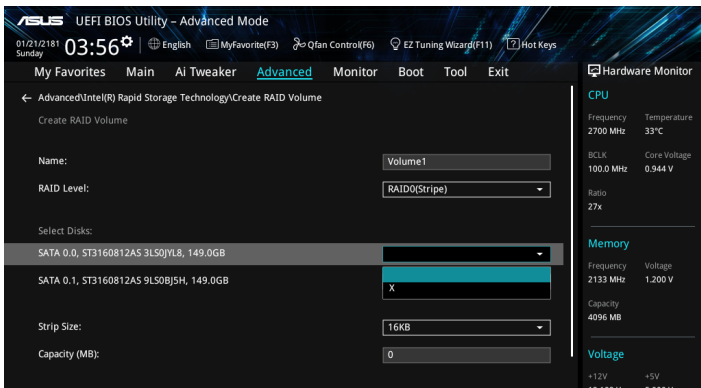 ASUS UEFI BIOS Utility – Advanced Mode
01/21/2181 Sunday 03:56 English MyFavorite(F3) Qfan Control(F6) EZ Tuning Wizard(F11) Hot Keys
My Favorites Main Ai Tweaker Advanced Monitor Boot Tool Exit
Hardware Monitor
← Advanced\Intel(R) Rapid Storage Technology\Create RAID Volume
Create RAID Volume
Name: Volume1
RAID Level: RAID0(Stripe)
Select Disks:
SATA 0.0, ST3160812AS 3LS0JYL8, 149.0GB
SATA 0.1, ST3160812AS 9LS0BJ5H, 149.0GB
X
Strip Size: 16KB
Capacity (MB): 0
CPU
Frequency Temperature
2700 MHz 33°C
BCLK Core Voltage
100.0 MHz 0.944 V
Ratio
27x
Memory
Frequency Voltage
2133 MHz 1.200 V
Capacity
4096 MB
Voltage
+12V +5V